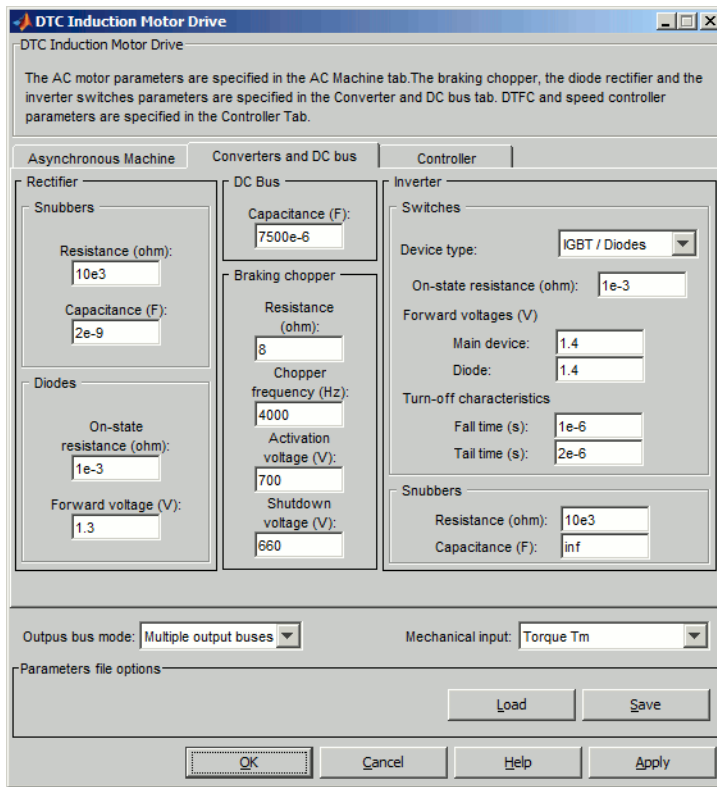 DTC Induction Motor Drive
DTC Induction Motor Drive
The AC motor parameters are specified in the AC Machine tab.The braking chopper, the diode rectifier and the
inverter switches parameters are specified in the Converter and DC bus tab. DTFC and speed controller
parameters are specified in the Controller Tab.
Asynchronous Machine
Converters and DC bus
Controller
Rectifier
Snubbers
Resistance (ohm):
10e3
Capacitance (F):
2e-9
Diodes
On-state
resistance (ohm):
1e-3
Forward voltage (V):
1.3
DC Bus
Capacitance (F):
7500e-6
Braking chopper
Resistance
(ohm):
8
Chopper
frequency (Hz):
4000
Activation
voltage (V):
700
Shutdown
voltage (V):
660
Inverter
Switches
Device type:
IGBT / Diodes
On-state resistance (ohm):
1e-3
Forward voltages (V)
Main device:
1.4
Diode:
1.4
Turn-off characteristics
Fall time (s):
1e-6
Tail time (s):
2e-6
Snubbers
Resistance (ohm):
10e3
Capacitance (F):
inf
Outpus bus mode:
Multiple output buses
Mechanical input:
Torque Tm
Parameters file options
Load
Save
OK
Cancel
Help
Apply